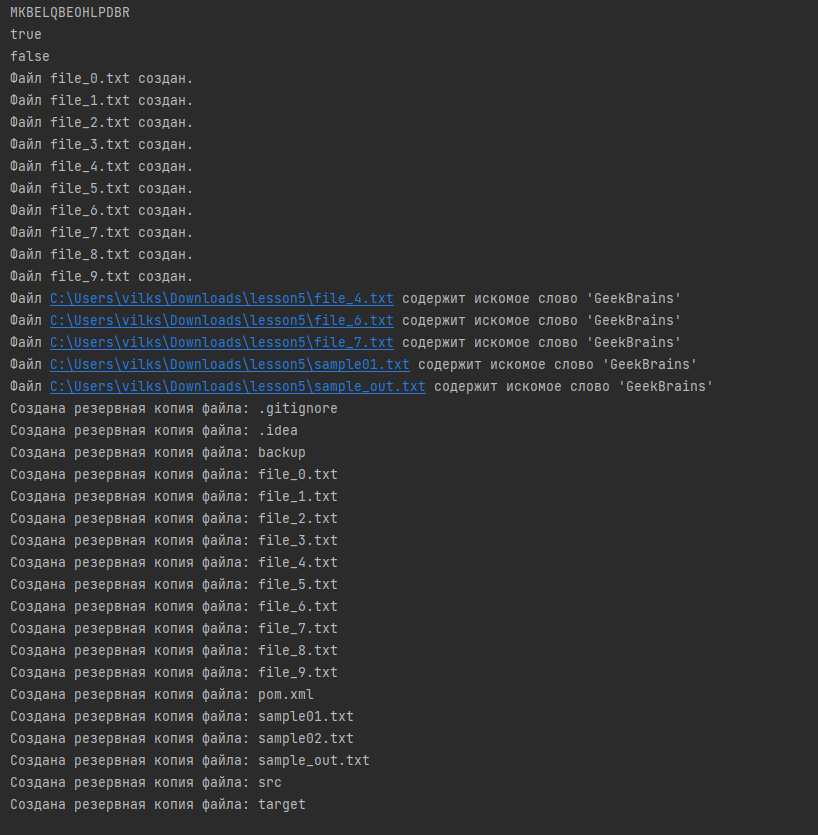 MKBELQBEOHLPDBR
true
false
Файл file_0.txt создан.
Файл file_1.txt создан.
Файл file_2.txt создан.
Файл file_3.txt создан.
Файл file_4.txt создан.
Файл file_5.txt создан.
Файл file_6.txt создан.
Файл file_7.txt создан.
Файл file_8.txt создан.
Файл file_9.txt создан.
Файл C:\Users\vilks\Downloads\lesson5\file_4.txt содержит искомое слово 'GeekBrains'
Файл C:\Users\vilks\Downloads\lesson5\file_6.txt содержит искомое слово 'GeekBrains'
Файл C:\Users\vilks\Downloads\lesson5\file_7.txt содержит искомое слово 'GeekBrains'
Файл C:\Users\vilks\Downloads\lesson5\sample01.txt содержит искомое слово 'GeekBrains'
Файл C:\Users\vilks\Downloads\lesson5\sample_out.txt содержит искомое слово 'GeekBrains'
Создана резервная копия файла: .gitignore
Создана резервная копия файла: .idea
Создана резервная копия файла: backup
Создана резервная копия файла: file_0.txt
Создана резервная копия файла: file_1.txt
Создана резервная копия файла: file_2.txt
Создана резервная копия файла: file_3.txt
Создана резервная копия файла: file_4.txt
Создана резервная копия файла: file_5.txt
Создана резервная копия файла: file_6.txt
Создана резервная копия файла: file_7.txt
Создана резервная копия файла: file_8.txt
Создана резервная копия файла: file_9.txt
Создана резервная копия файла: pom.xml
Создана резервная копия файла: sample01.txt
Создана резервная копия файла: sample02.txt
Создана резервная копия файла: sample_out.txt
Создана резервная копия файла: src
Создана резервная копия файла: target